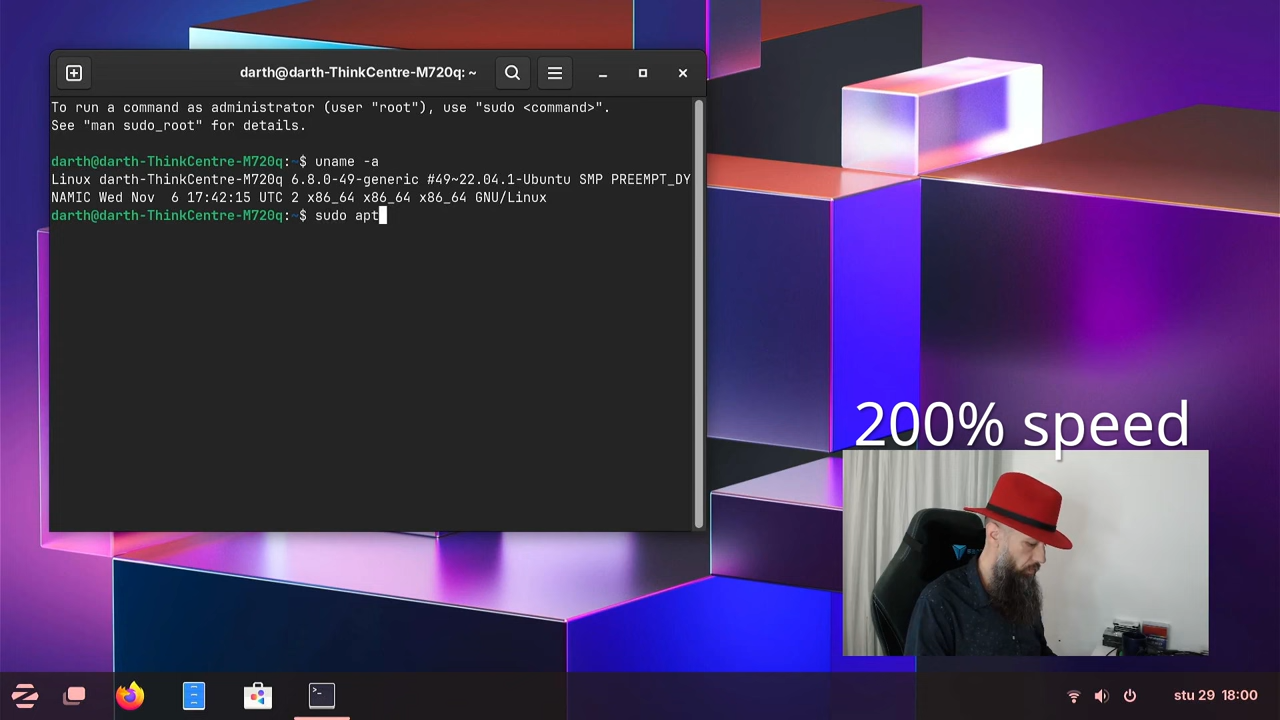 darth@darth-ThinkCentre-M720q: ~
To run a command as administrator (user "root"), use "sudo <command>".
See "man sudo_root" for details.
darth@darth-ThinkCentre-M720q:~$ uname -a
Linux darth-ThinkCentre-M720q 6.8.0-49-generic #49~22.04.1-Ubuntu SMP PREEMPT_DY
NAMIC Wed Nov  6 17:42:15 UTC 2 x86_64 x86_64 x86_64 GNU/Linux
darth@darth-ThinkCentre-M720q:~$ sudo apt
200% speed
stu 29 18:00